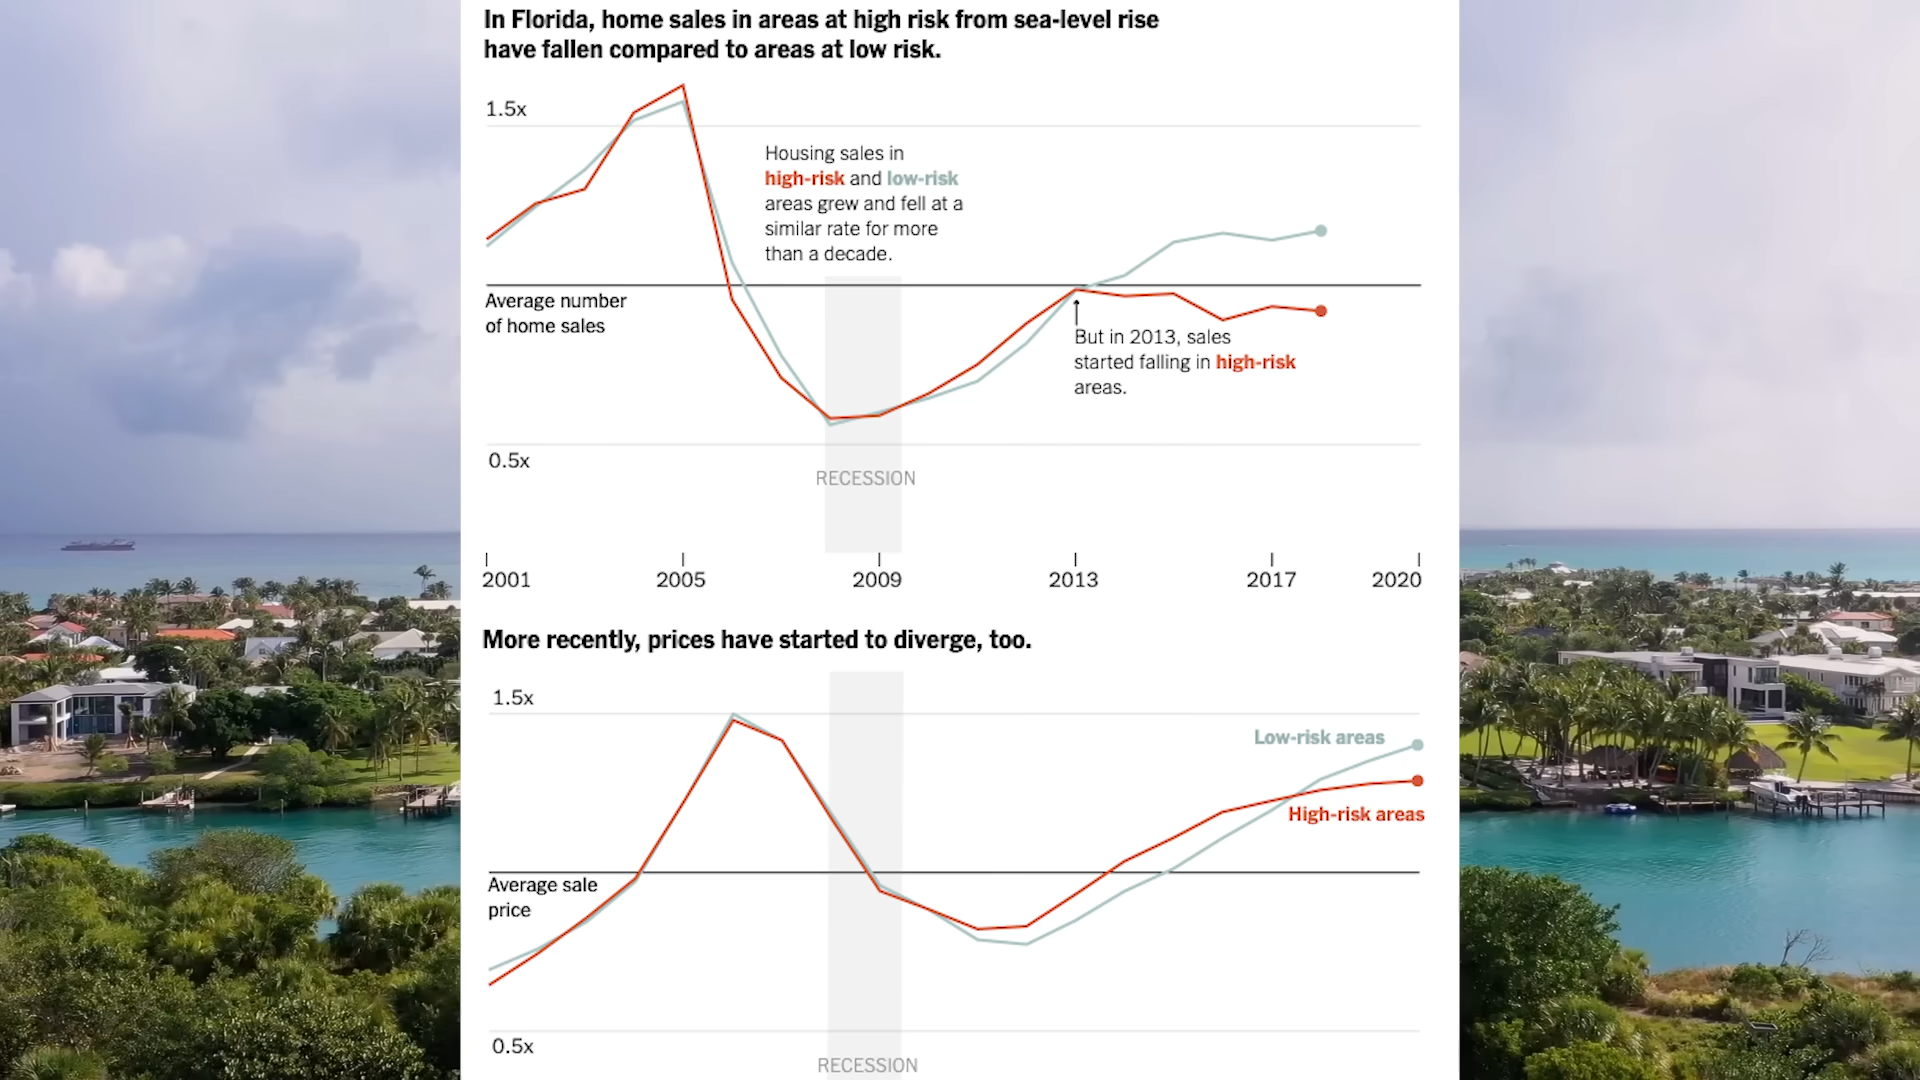 In Florida, home sales in areas at high risk from sea-level rise
have fallen compared to areas at low risk.
1.5x
Housing sales in
high-risk and low-risk
areas grew and fell at a
similar rate for more
than a decade.
Average number
of home sales
But in 2013, sales
started falling in high-risk
areas.
0.5x
RECESSION
2001 2005 2009 2013 2017 2020
More recently, prices have started to diverge, too.
1.5x
Low-risk areas
High-risk areas
Average sale
price
0.5x
RECESSION